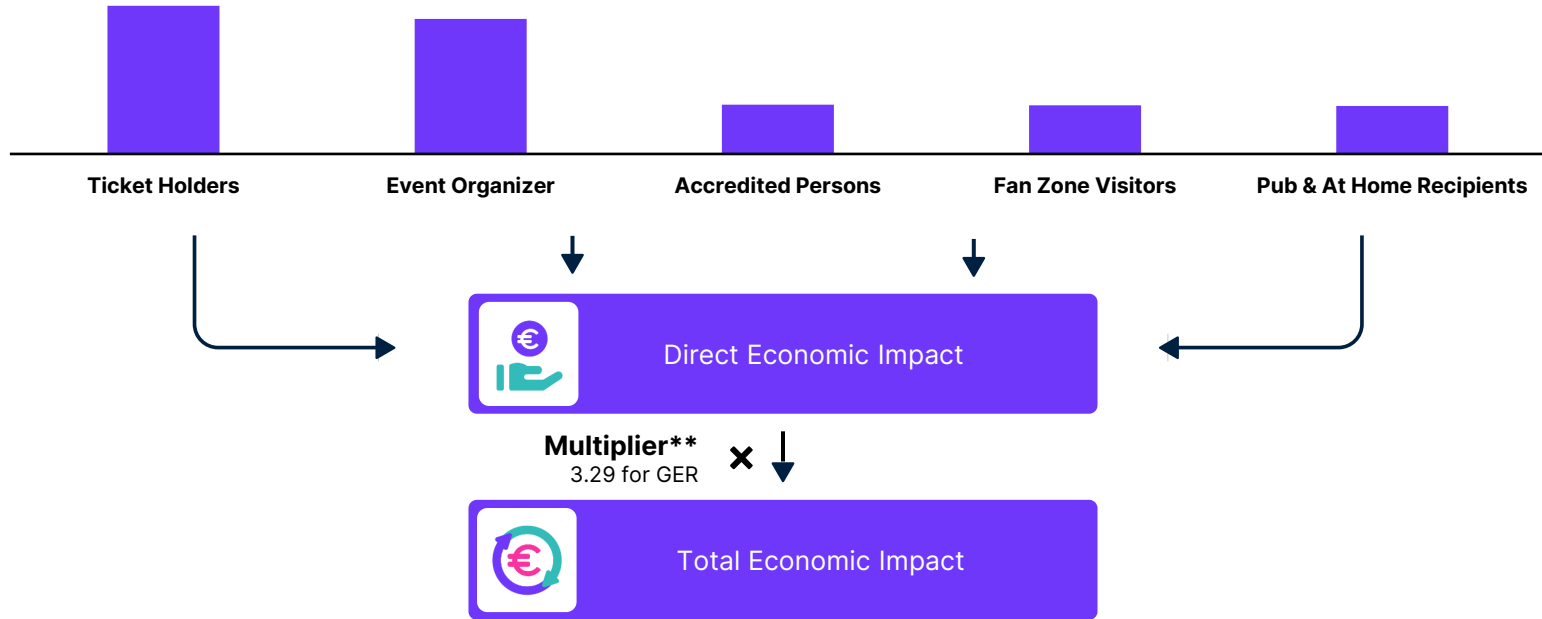 Ticket Holders
Event Organizer
Accredited Persons
Fan Zone Visitors
Pub & At Home Recipients
€
Direct Economic Impact
Multiplier**
3.29 for GER
€
Total Economic Impact